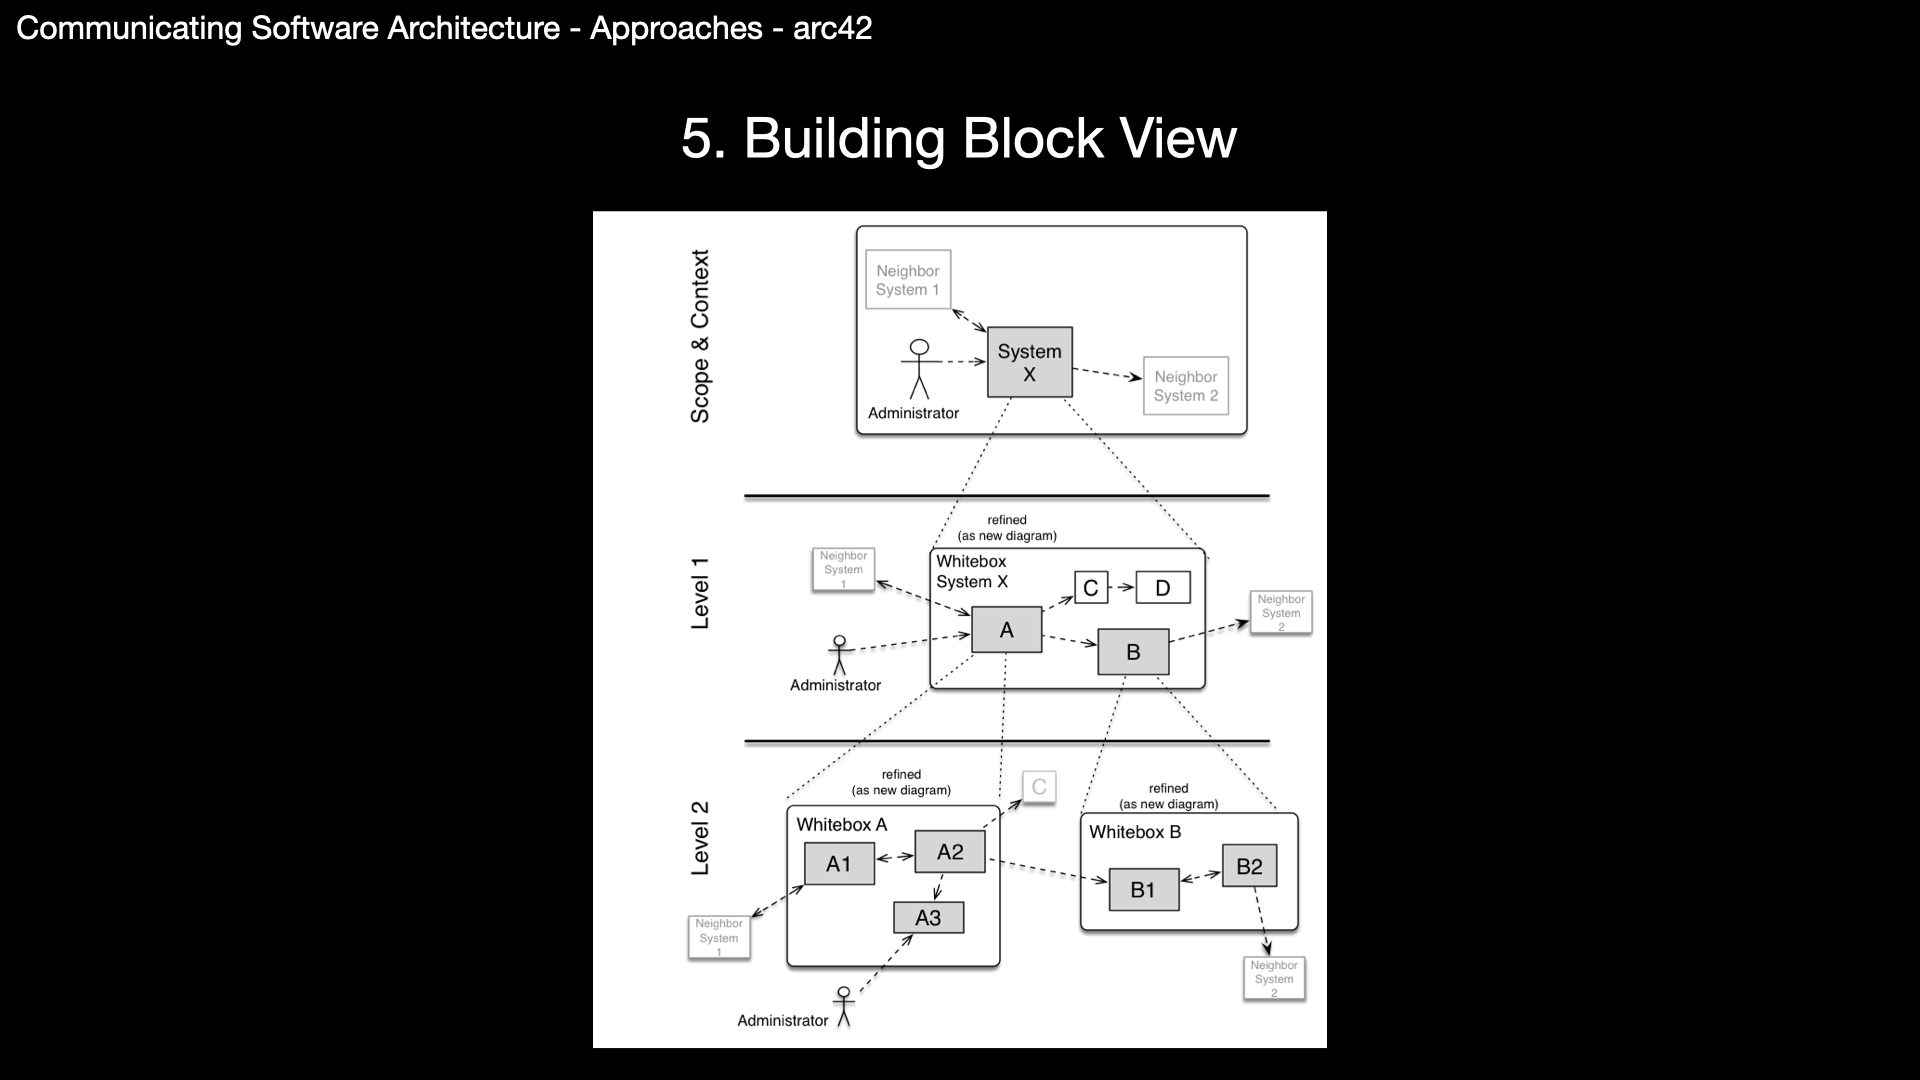 Communicating Software Architecture - Approaches - arc42
5. Building Block View
Scope & Context
Neighbor
System 1
System
X
Administrator
Neighbor
System 2
Level 1
refined
(as new diagram)
Neighbor
System
1
Whitebox
System X
C
D
A
B
Neighbor
System
2
Administrator
Level 2
refined
(as new diagram)
C
refined
(as new diagram)
Whitebox A
A1
A2
A3
Whitebox B
B1
B2
Neighbor
System
1
Neighbor
System
2
Administrator